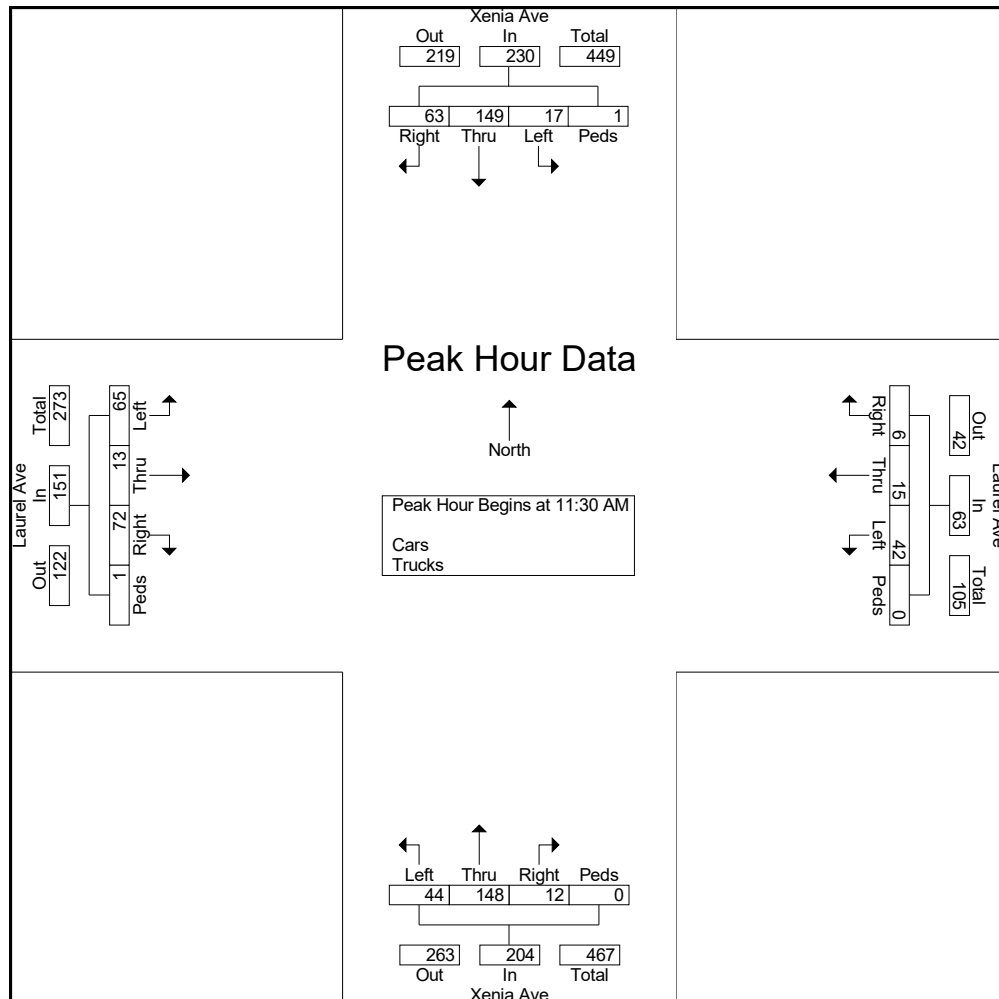 Xenia Ave
Out In Total
219 230 449
63 149 17 1
Right Thru Left Peds
Peak Hour Data
North
Peak Hour Begins at 11:30 AM
Cars
Trucks
Laurel Ave
Total In Out
273 151 122
65 13 72 1
Left Thru Right Peds
Right Thru Left Peds
6 15 42 0
Out In Total
42 63 105
Laurel Ave
Left Thru Right Peds
44 148 12 0
263 204 467
Out In Total
Xenia Ave